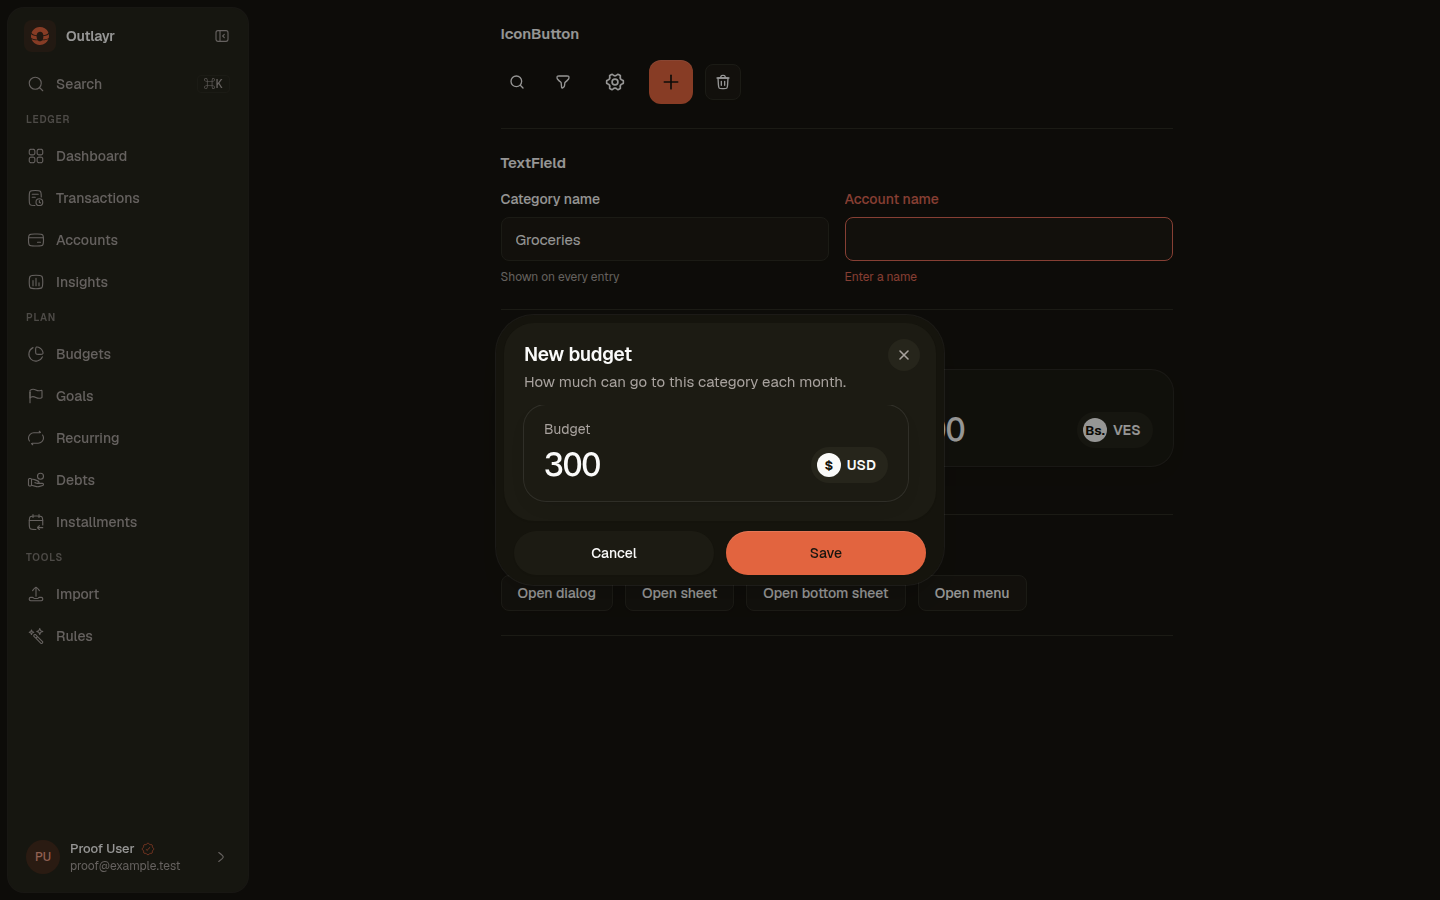 Outlayr
Search
⌘K
LEDGER
Dashboard
Transactions
Accounts
Insights
PLAN
Budgets
Goals
Recurring
Debts
Installments
TOOLS
Import
Rules
PU
Proof User
proof@example.test
IconButton
TextField
Category name
Account name
Groceries
Shown on every entry
Enter a name
New budget
How much can go to this category each month.
Budget
300
$ USD
0
Bs. VES
Cancel
Save
Open dialog
Open sheet
Open bottom sheet
Open menu